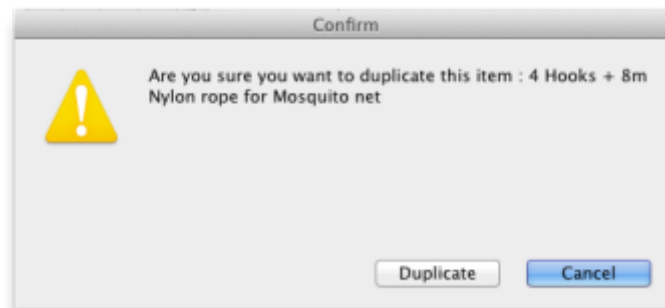 Confirm
Are you sure you want to duplicate this item : 4 Hooks + 8m
Nylon rope for Mosquito net
Duplicate
Cancel